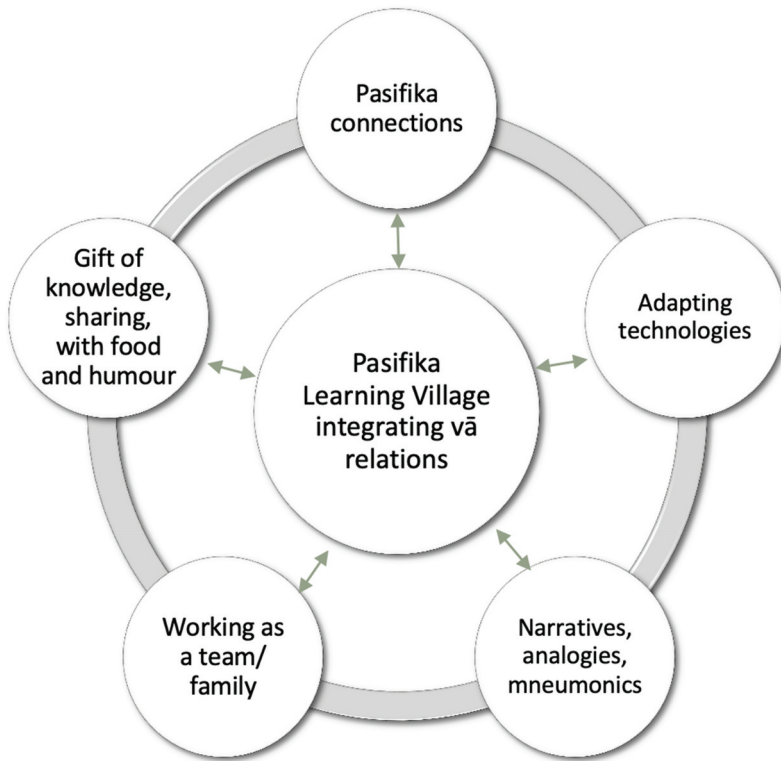 Pasifika
connections
Gift of
knowledge,
sharing,
with food
and humour
Adapting
technologies
Pasifika
Learning Village
integrating vā
relations
Working as
a team/
family
Narratives,
analogies,
mneumonics